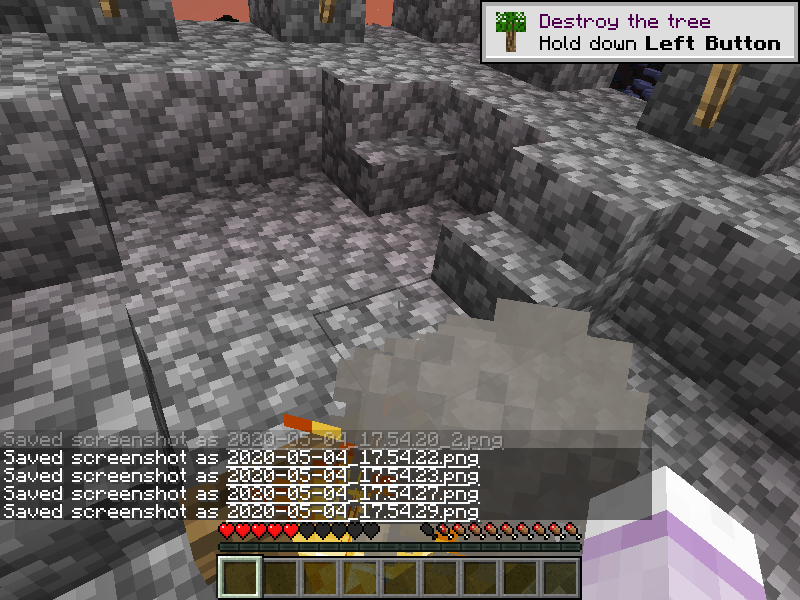 Destroy the tree
Hold down Left Button
Saved screenshot as 2020-05-04_17.54.20_2.png
Saved screenshot as 2020-05-04_17.54.22.png
Saved screenshot as 2020-05-04_17.54.23.png
Saved screenshot as 2020-05-04_17.54.27.png
Saved screenshot as 2020-05-04_17.54.29.png